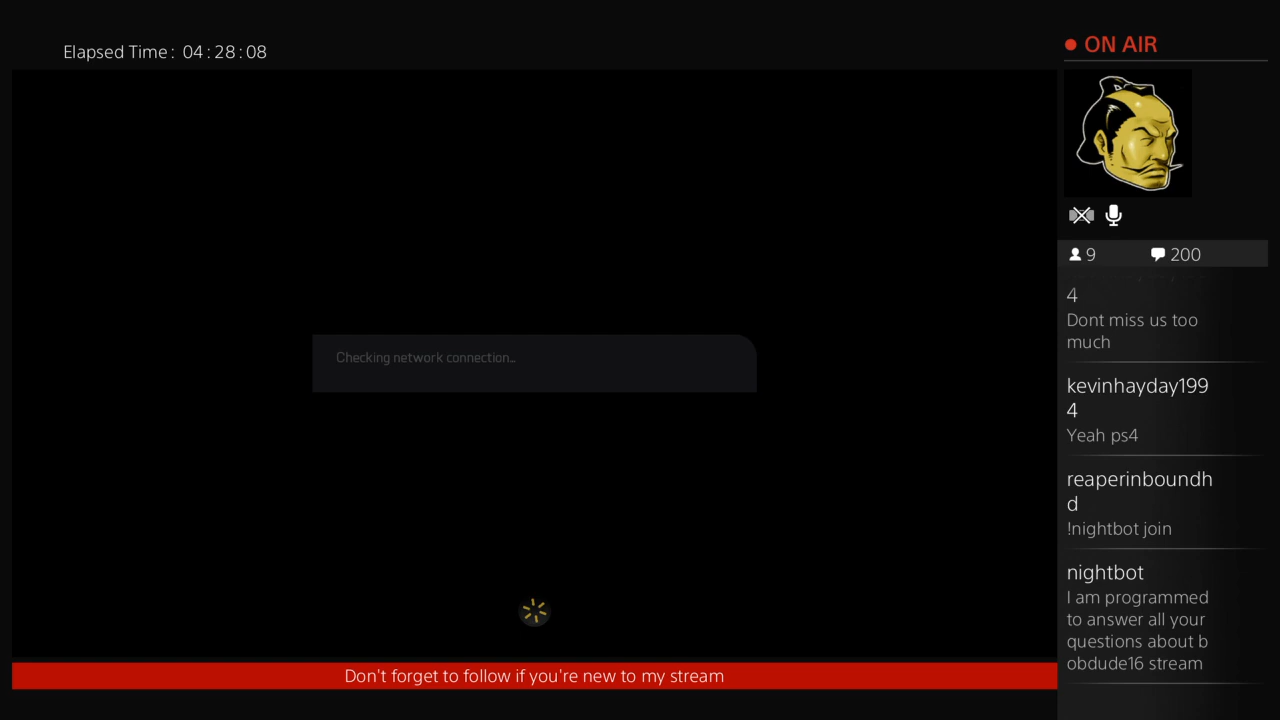 Elapsed Time: 04:28:08
ON AIR
9 200
4
Dont miss us too
much
kevinhayday199
4
Yeah ps4
reaperinboundh
d
!nightbot join
nightbot
I am programmed
to answer all your
questions about b
obdude16 stream
Checking network connection...
Don't forget to follow if you're new to my stream